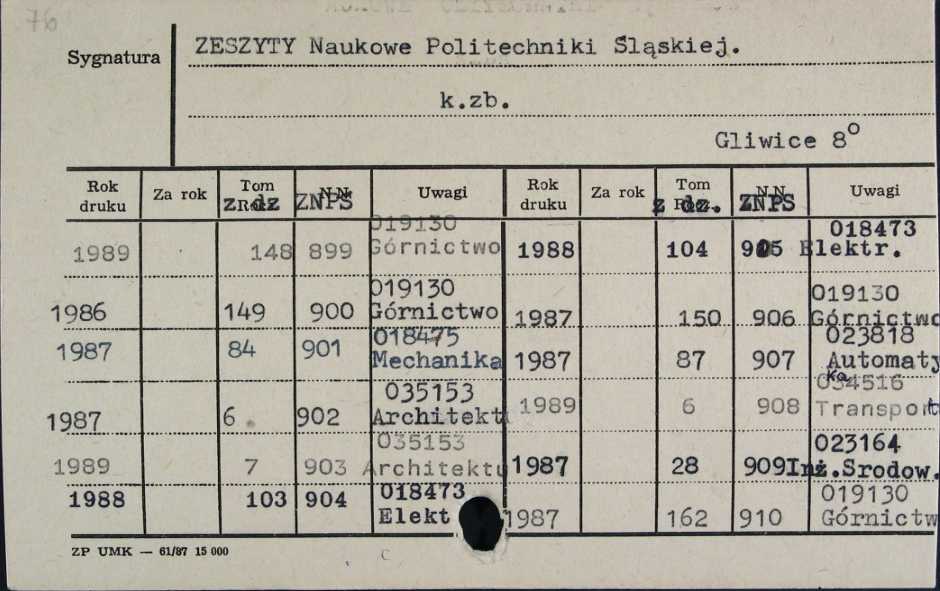 76
Sygnatura ZESZYTY Naukowe Politechniki Śląskiej.
k.zb.
Gliwice 8°
Rok druku Za rok Tom z dz ZNPS Uwagi Rok druku Za rok Tom z dz. ZNPS Uwagi
1989 148 899 019130 Górnictwo 1988 104 905 018473 Elektr.
1986 149 900 019130 Górnictwo 1987 150 906 019130 Górnictwo
1987 84 901 018475 Mechanika 1987 87 907 023818 Automatyka
1987 6 902 035153 Architekt 1989 6 908 034516 Transport
1989 7 903 035153 Architektu 1987 28 909 023164 Inż.Srodow.
1988 103 904 018473 Elekt 1987 162 910 019130 Górnictw
ZP UMK — 61/87 15 000